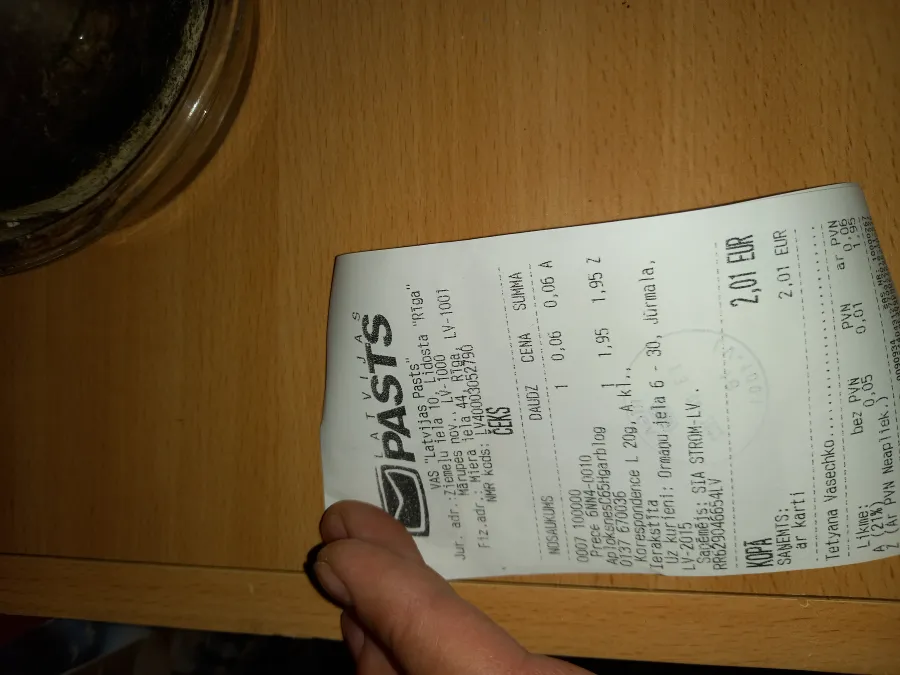 LATVIJAS
PASTS
VAS "Latvijas Pasts"
Jur. adr.:Ziemeļu iela 10, Lidosta "Rīga"
Mārupes nov., LV-1000
Fiz.adr.: Miera iela 44, Rīga, LV-1001
NMR kods: LV40003052790
ČEKS
NOSAUKUMS DAUDZ CENA SUMMA
0007 100000 1 0,06 0,06 A
Prece 6NN4-0010
AploksnesC65Hgarblog
0137 670036 1 1,95 1,95 Z
Korespondence L 20g, A kl.,
Ierakstīta
Uz kurieni: Ormaņu iela 6 - 30, Jūrmala,
LV-2015
Saņēmējs: SIA STROM-LV.
RR629046654LV
KOPĀ 2,01 EUR
SAŅEMTS:
ar karti 2,01 EUR
Tetyana Vasechko
Likme: bez PVN PVN ar PVN
A (21%) 0,05 0,01 0,06
Z (Ar PVN Neapliek.) 1,95